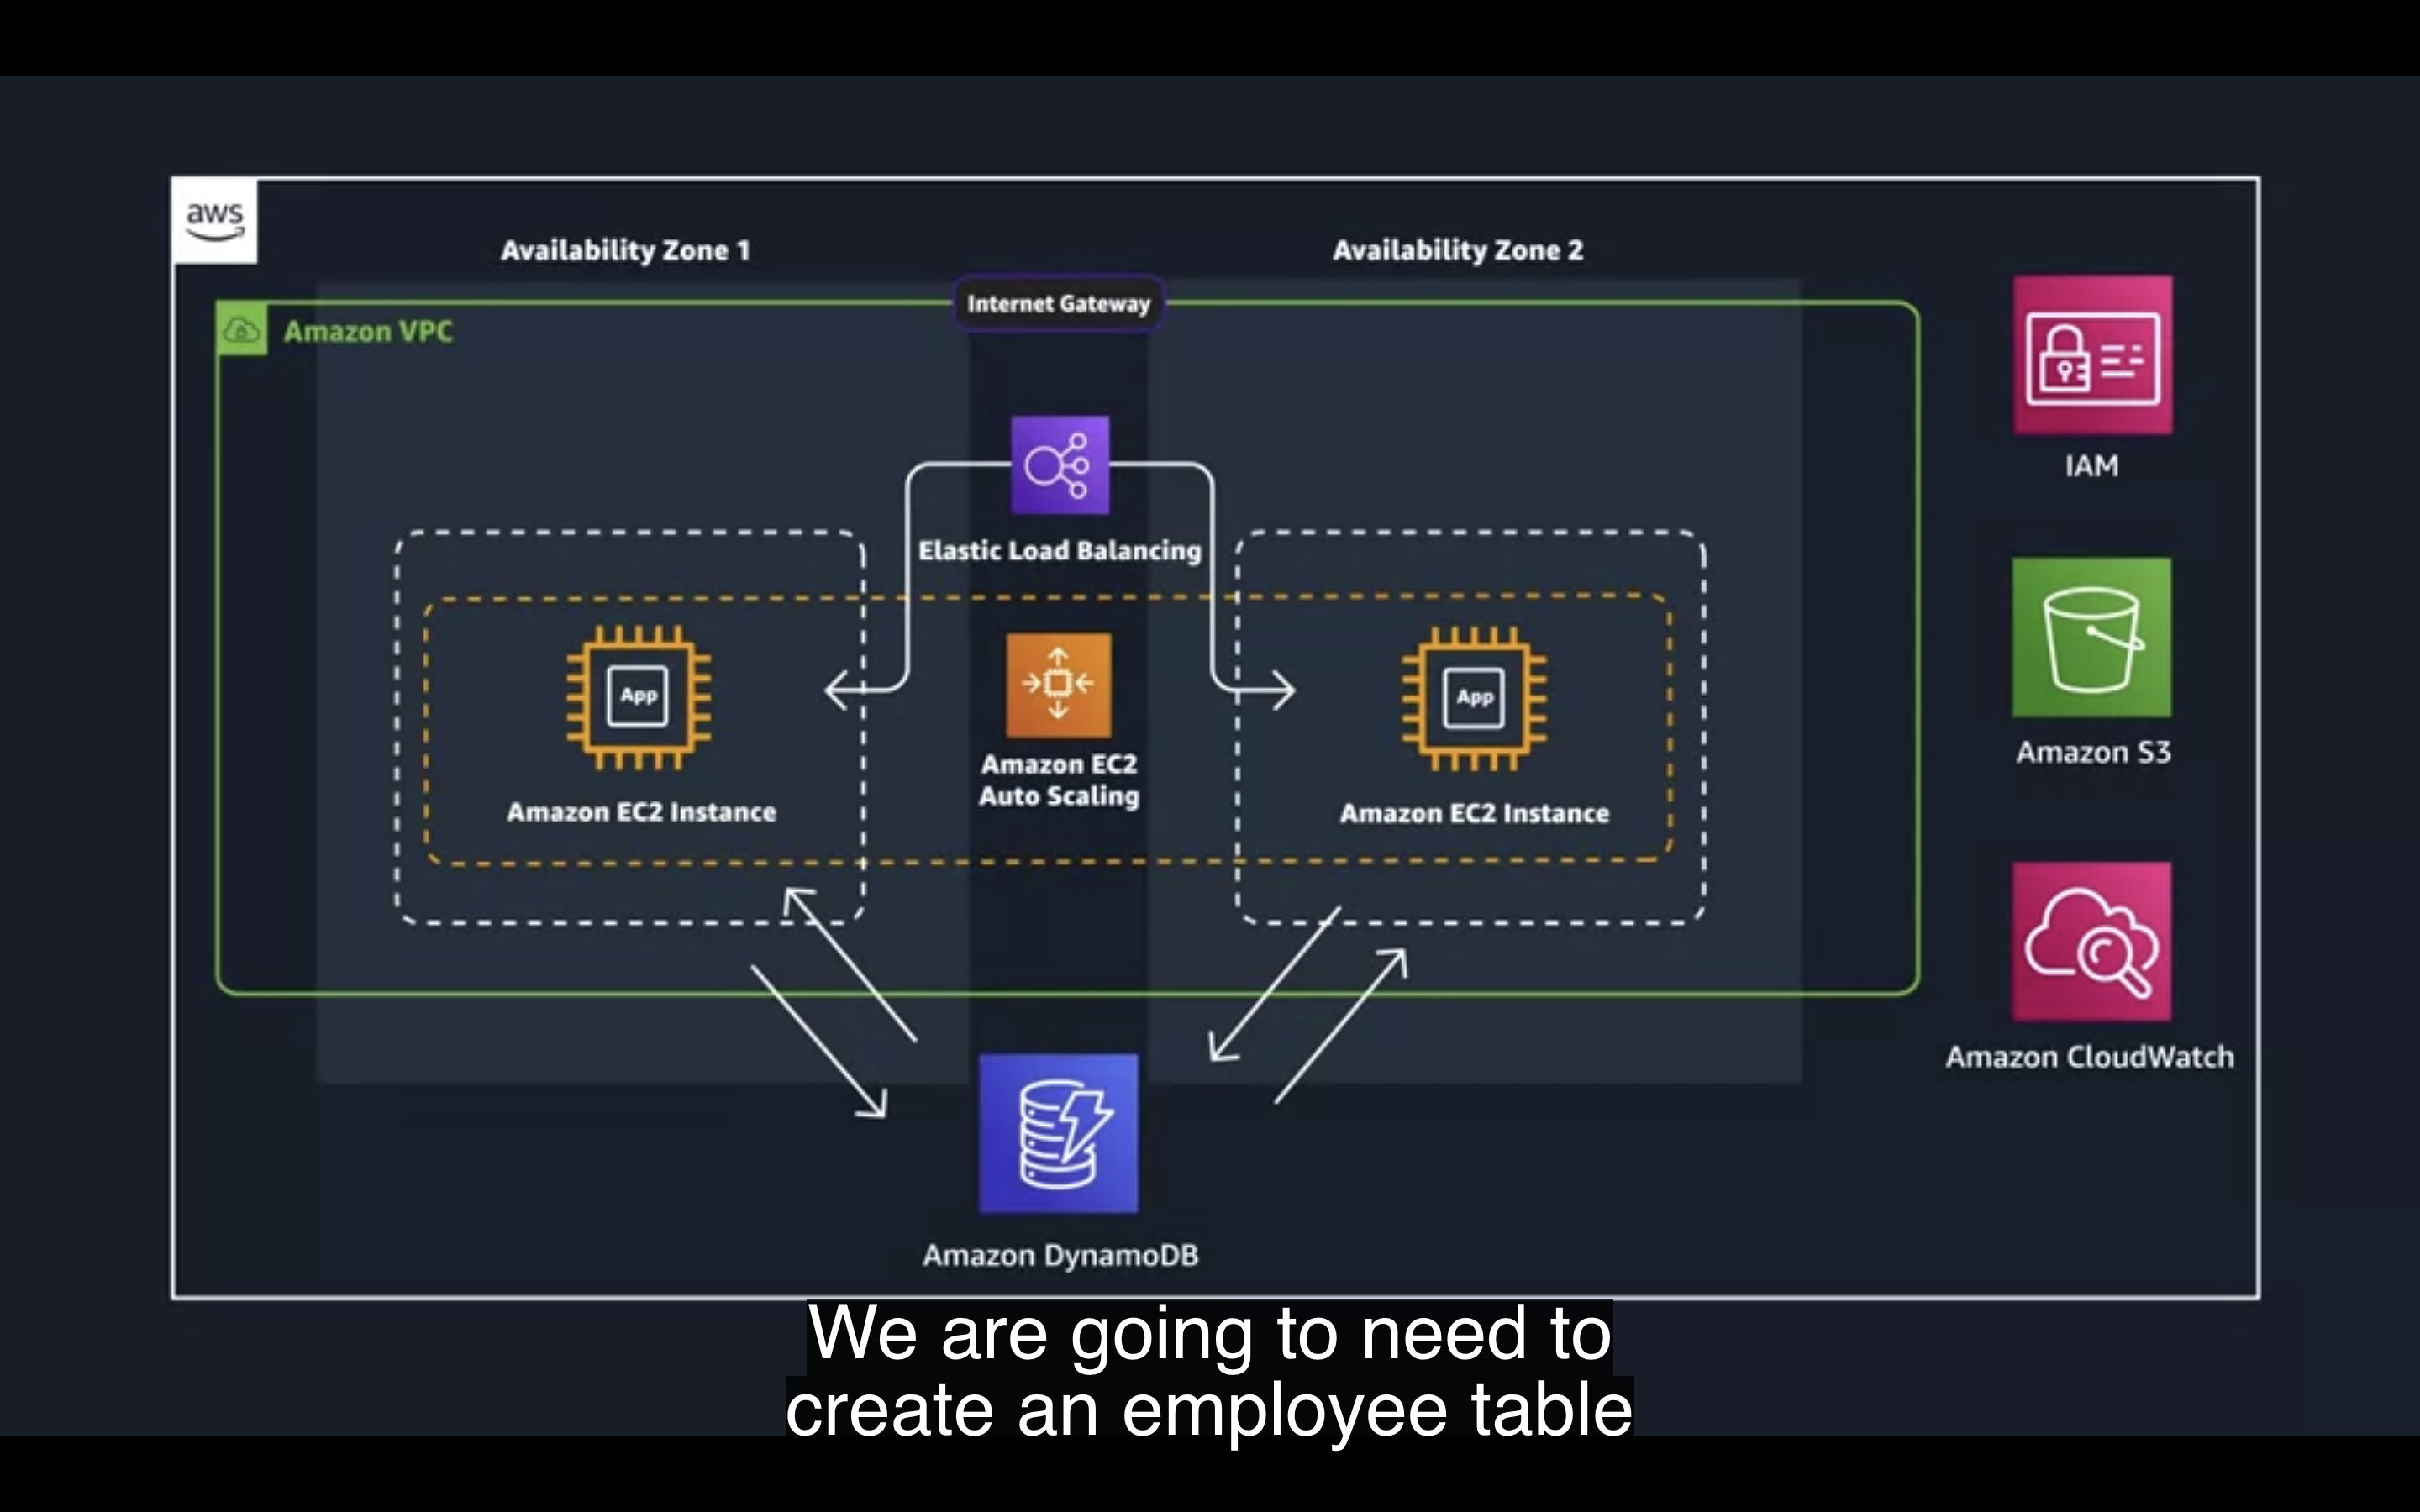 aws
Availability Zone 1
Availability Zone 2
Internet Gateway
Amazon VPC
IAM
Elastic Load Balancing
App
App
Amazon S3
Amazon EC2
Auto Scaling
Amazon EC2 Instance
Amazon EC2 Instance
Amazon CloudWatch
Amazon DynamoDB
We are going to need to
create an employee table